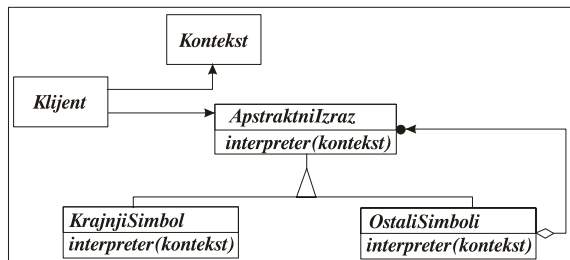 Kontekst
Klijent
ApstraktniIzraz
interpreter(kontekst)
KrajnjiSimbol
interpreter(kontekst)
OstaliSimboli
interpreter(kontekst)